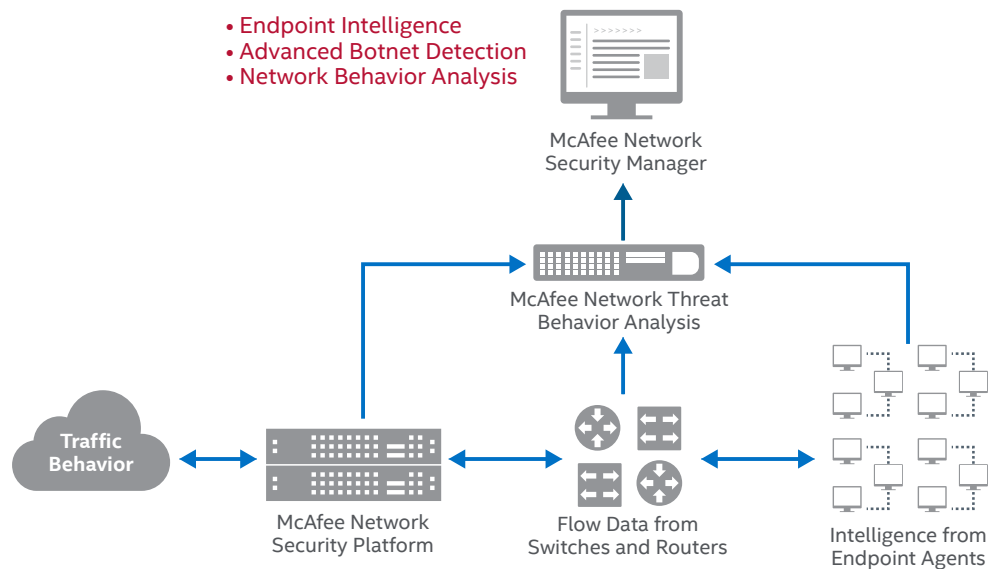 • Endpoint Intelligence
• Advanced Botnet Detection
• Network Behavior Analysis
>>>>>>>
McAfee Network
Security Manager
McAfee Network Threat
Behavior Analysis
Traffic
Behavior
McAfee Network
Security Platform
Flow Data from
Switches and Routers
Intelligence from
Endpoint Agents